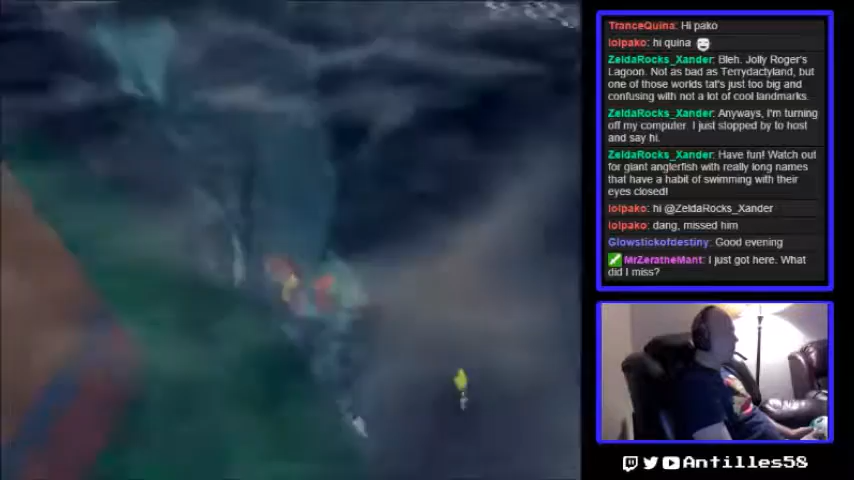 TranceQuina: Hi pako
lolpako: hi quina
ZeldaRocks_Xander: Bleh. Jolly Roger's
Lagoon. Not as bad as Terrydactyland, but
one of those worlds tat's just too big and
confusing with not a lot of cool landmarks.
ZeldaRocks_Xander: Anyways, I'm turning
off my computer. I just stopped by to host
and say hi.
ZeldaRocks_Xander: Have fun! Watch out
for giant anglerfish with really long names
that have a habit of swimming with their
eyes closed!
lolpako: hi @ZeldaRocks_Xander
lolpako: dang, missed him
Glowstickofdestiny: Good evening
MrZeratheMant: I just got here. What
did I miss?
Antilles58